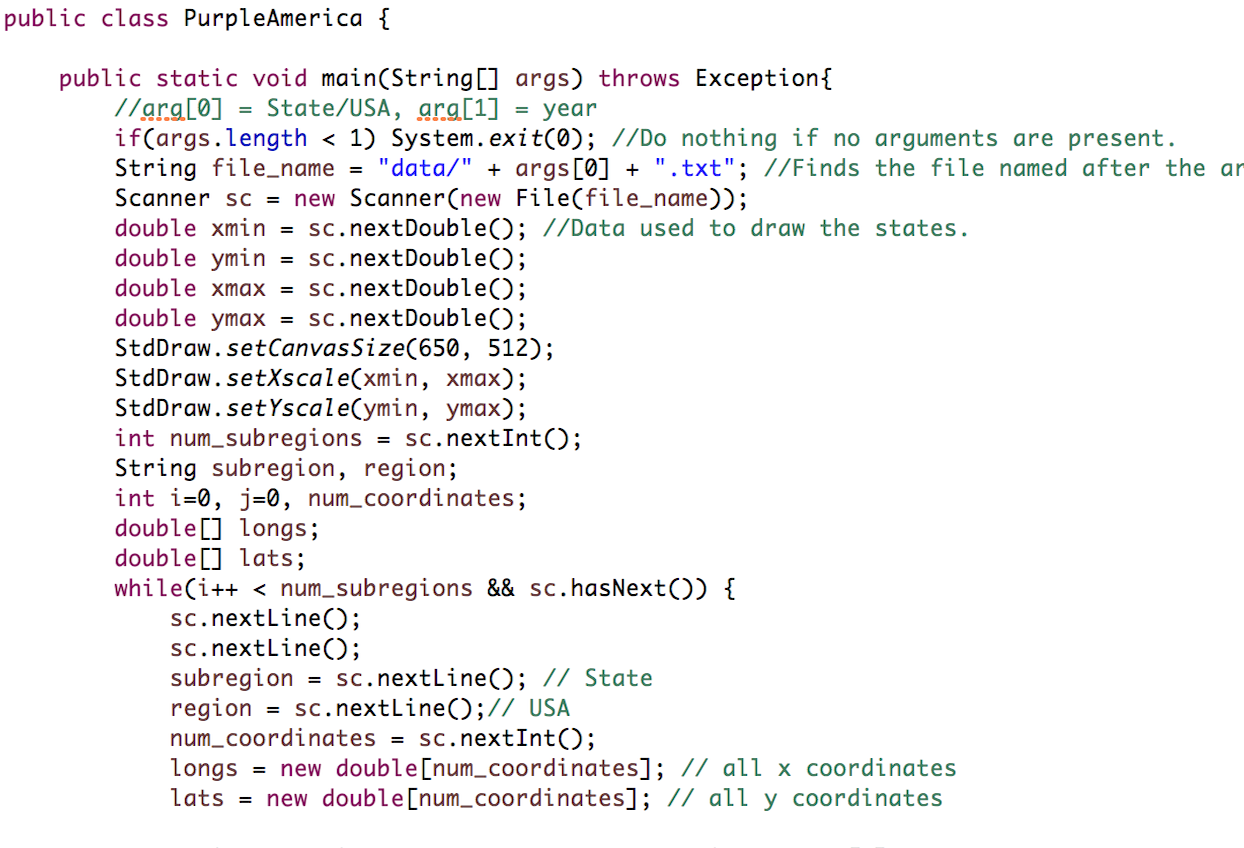 public class PurpleAmerica {
public static void main(String[] args) throws Exception{
//arg[0] = State/USA, arg[1] = year
if(args.length < 1) System.exit(0); //Do nothing if no arguments are present.
String file_name = "data/" + args[0] + ".txt"; //Finds the file named after the
Scanner sc = new Scanner(new File(file_name));
double xmin = sc.nextDouble(); //Data used to draw the states.
double ymin = sc.nextDouble();
double xmax = sc.nextDouble();
double ymax = sc.nextDouble();
StdDraw.setCanvasSize(650, 512);
StdDraw.setXscale(xmin, xmax);
StdDraw.setYscale(ymin, ymax);
int num_subregions = sc.nextInt();
String subregion, region;
int i=0, j=0, num_coordinates;
double[] longs;
double[] lats;
while(i++ < num_subregions && sc.hasNext()) {
sc.nextLine();
sc.nextLine();
subregion = sc.nextLine(); // State
region = sc.nextLine();// USA
num_coordinates = sc.nextInt();
longs = new double[num_coordinates]; // all x coordinates
lats = new double[num_coordinates]; // all y coordinates